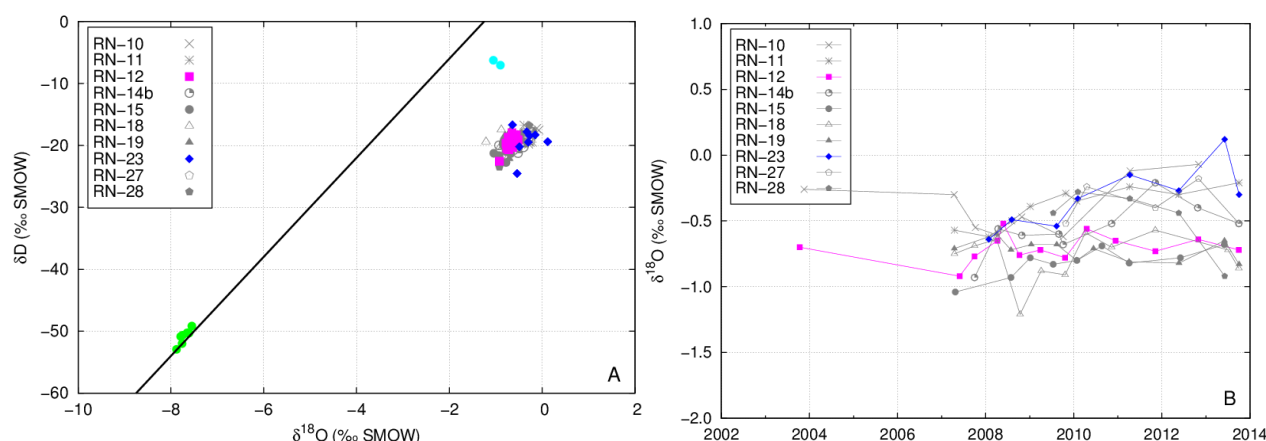 0
−10
−20
−30
−40
−50
−60
−10
−8
−6
−4
−2
0
2
δD (‰ SMOW)
δ18O (‰ SMOW)
RN−10
RN−11
RN−12
RN−14b
RN−15
RN−18
RN−19
RN−23
RN−27
RN−28
A
B
1.0
0.5
0.0
−0.5
−1.0
−1.5
−2.0
2002
2004
2006
2008
2010
2012
2014
δ18O (‰ SMOW)
RN−10
RN−11
RN−12
RN−14b
RN−15
RN−18
RN−19
RN−23
RN−27
RN−28
B